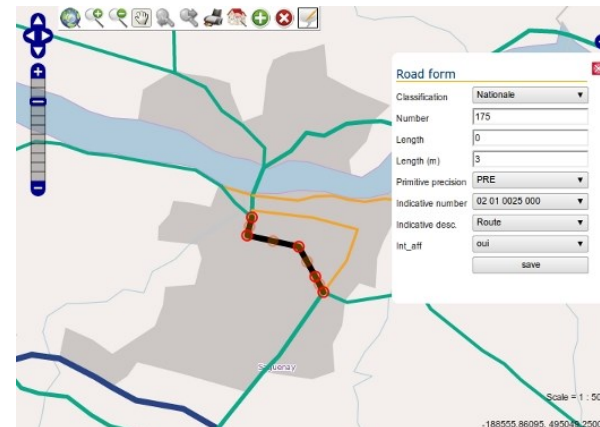 Road form
Classification Nationale
Number 175
Length 0
Length (m) 3
Primitive precision PRE
Indicative number 02 01 0025 000
Indicative desc. Route
Int_aff oui
save
Saguenay
Scale = 1 : 50
-188555.86095, 495049.2500